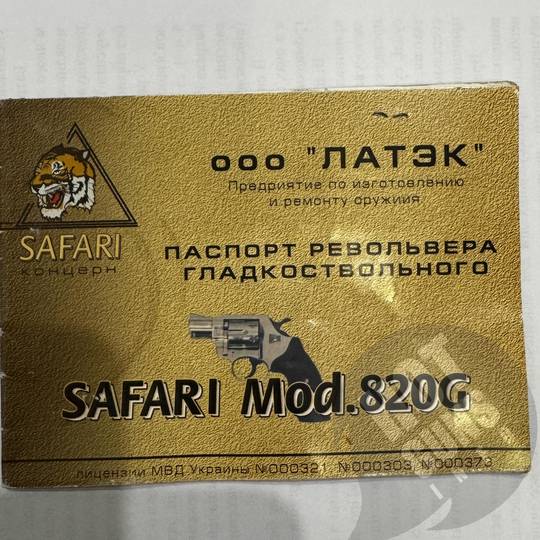 ООО "ЛАТЭК"
Предприятие по изготовлению
и ремонту оружия
SAFARI
концерн
ПАСПОРТ РЕВОЛЬВЕРА
ГЛАДКОСТВОЛЬНОГО
SAFARI Mod.820G
лицензии МВД Украины №000321, №000303, №000373